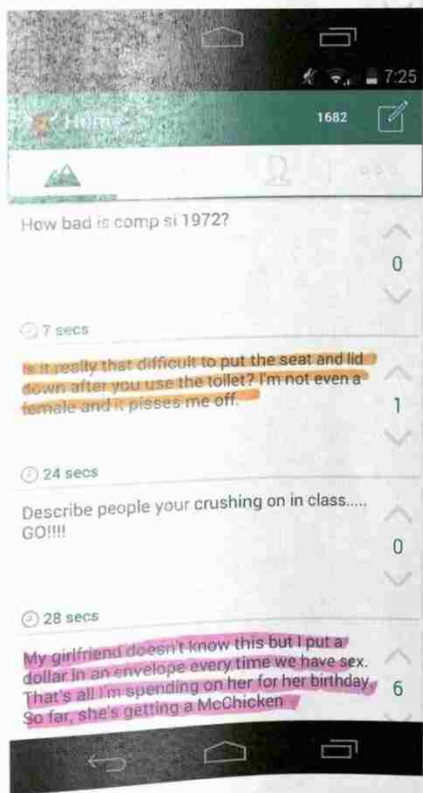 7:25
Home
1682
How bad is comp si 1972?
0
7 secs
Is it really that difficult to put the seat and lid
down after you use the toilet? I'm not even a
female and it pisses me off.
1
24 secs
Describe people your crushing on in class.....
GO!!!!
0
28 secs
My girlfriend doesn't know this but I put a
dollar in an envelope every time we have sex.
That's all I'm spending on her for her birthday,
So far, she's getting a McChicken
6